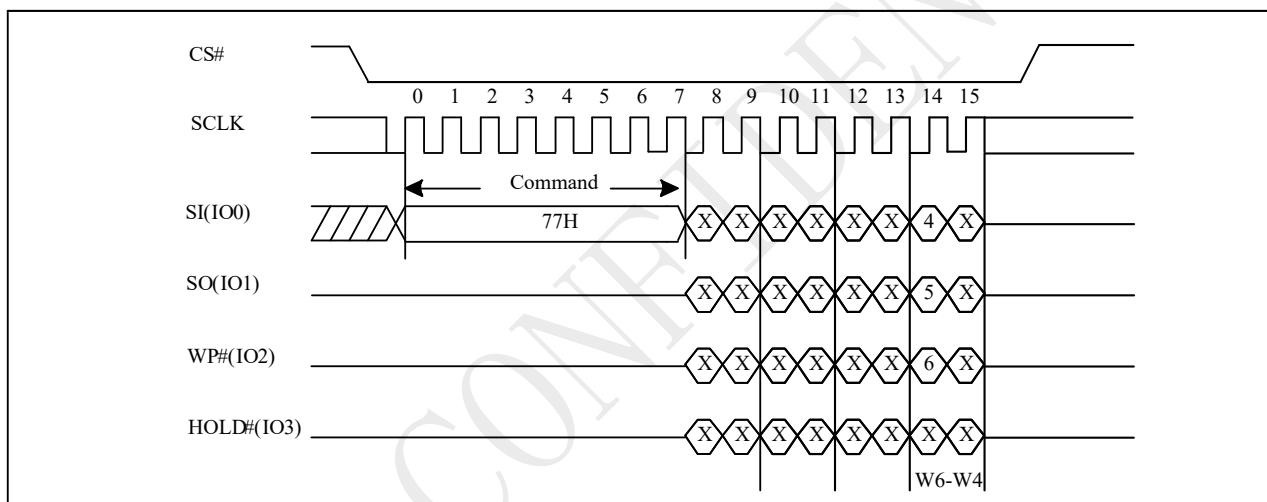 CS#
0 1 2 3 4 5 6 7 8 9 10 11 12 13 14 15
SCLK
Command
SI(IO0) 77H X X X X X X 4 X
SO(IO1) X X X X X X 5 X
WP#(IO2) X X X X X X 6 X
HOLD#(IO3) X X X X X X X X
W6-W4
CONFIDEN